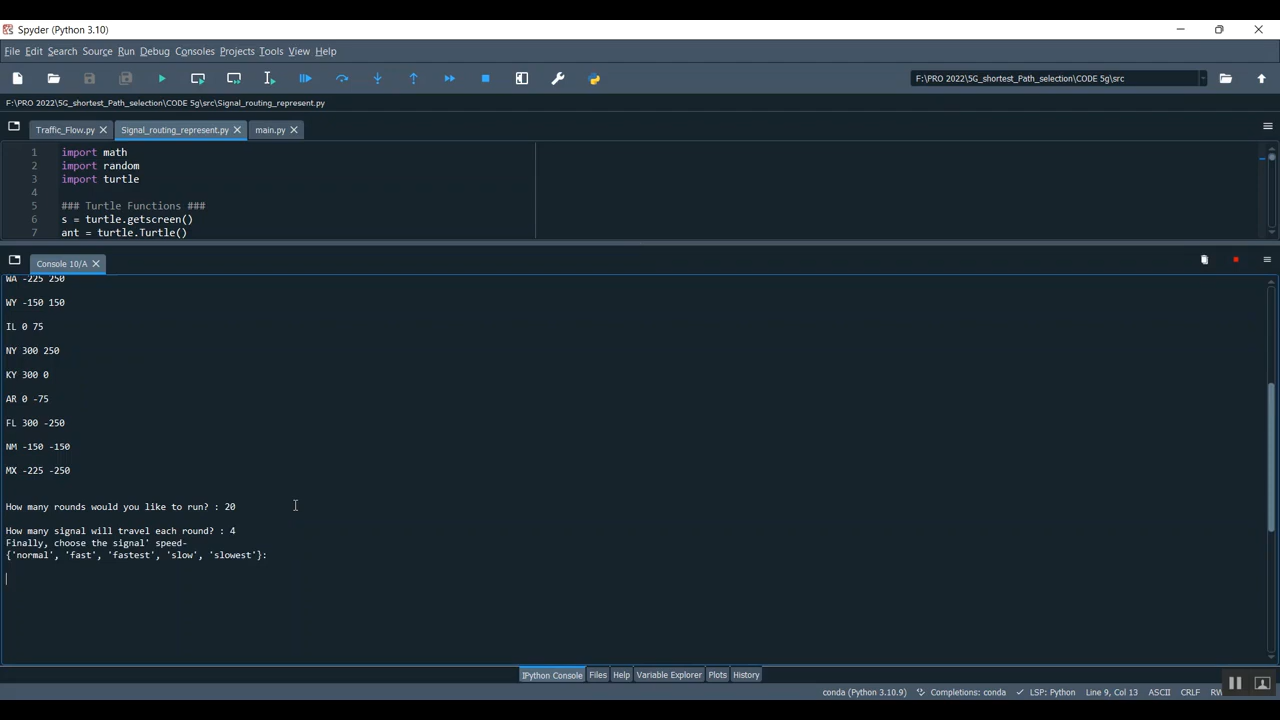 Spyder (Python 3.10)
File Edit Search Source Run Debug Consoles Projects Tools View Help
F:\PRO 2022\5G_shortest_Path_selection\CODE 5g\src
F:\PRO 2022\5G_shortest_Path_selection\CODE 5g\src\Signal_routing_represent.py
Traffic_Flow.py Signal_routing_represent.py main.py
1 import math
2 import random
3 import turtle
4
5 ### Turtle Functions ###
6 s = turtle.getscreen()
7 ant = turtle.Turtle()
Console 10/A
WA -225 250
WY -150 150
IL 0 75
NY 300 250
KY 300 0
AR 0 -75
FL 300 -250
NM -150 -150
MX -225 -250
How many rounds would you like to run? : 20
How many signal will travel each round? : 4
Finally, choose the signal' speed-
{'normal', 'fast', 'fastest', 'slow', 'slowest'}:
IPython Console Files Help Variable Explorer Plots History
conda (Python 3.10.9) Completions: conda LSP: Python Line 9, Col 13 ASCII CRLF RW